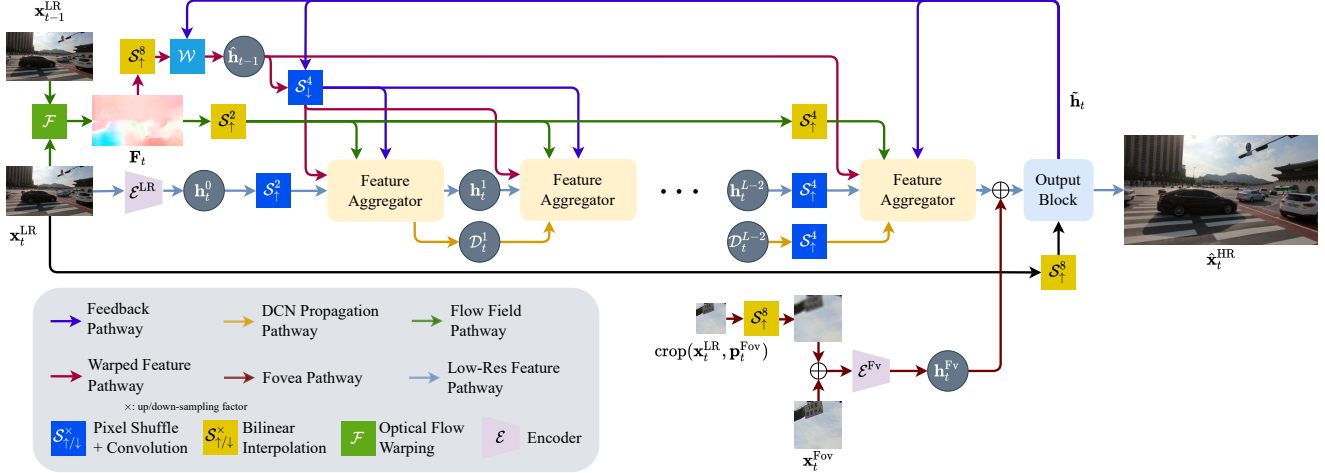 x_{t-1}^{LR}
S_↑^8
W
ĥ_{t-1}
S_↓^4
F
F_t
S_↑^2
S_↑^4
h̃_t
x_t^{LR}
ε^{LR}
h_t^0
S_↑^2
Feature
Aggregator
h_t^1
Feature
Aggregator
...
h_t^{L-2}
S_↑^4
Feature
Aggregator
Output
Block
D_t^1
D_t^{L-2}
S_↑^4
S_↑^8
x̂_t^{HR}
Feedback
Pathway
DCN Propagation
Pathway
Flow Field
Pathway
Warped Feature
Pathway
Fovea Pathway
Low-Res Feature
Pathway
×: up/down-sampling factor
S_{↑/↓}^×
Pixel Shuffle
+ Convolution
S_{↑/↓}^×
Bilinear
Interpolation
F
Optical Flow
Warping
ε
Encoder
S_↑^8
crop(x_t^{LR}, p_t^{Fov})
ε^{Fv}
h_t^{Fv}
x_t^{Fov}